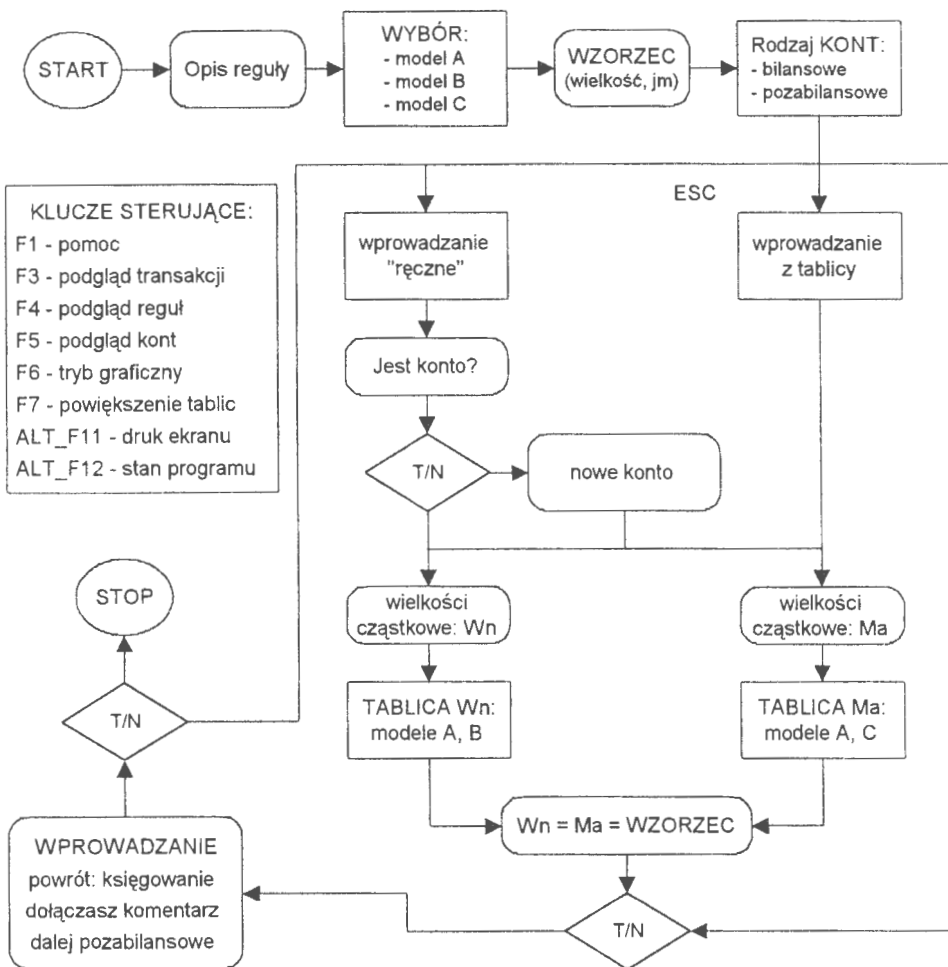 START
Opis reguły
WYBÓR:
- model A
- model B
- model C
WZORZEC
(wielkość, jm)
Rodzaj KONT:
- bilansowe
- pozabilansowe
ESC
KLUCZE STERUJĄCE:
F1 - pomoc
F3 - podgląd transakcji
F4 - podgląd reguł
F5 - podgląd kont
F6 - tryb graficzny
F7 - powiększenie tablic
ALT_F11 - druk ekranu
ALT_F12 - stan programu
wprowadzanie
"ręczne"
wprowadzanie
z tablicy
Jest konto?
T/N
nowe konto
wielkości
cząstkowe: Wn
wielkości
cząstkowe: Ma
TABLICA Wn:
modele A, B
TABLICA Ma:
modele A, C
Wn = Ma = WZORZEC
T/N
WPROWADZANIE
powrót: księgowanie
dołączasz komentarz
dalej pozabilansowe
T/N
STOP